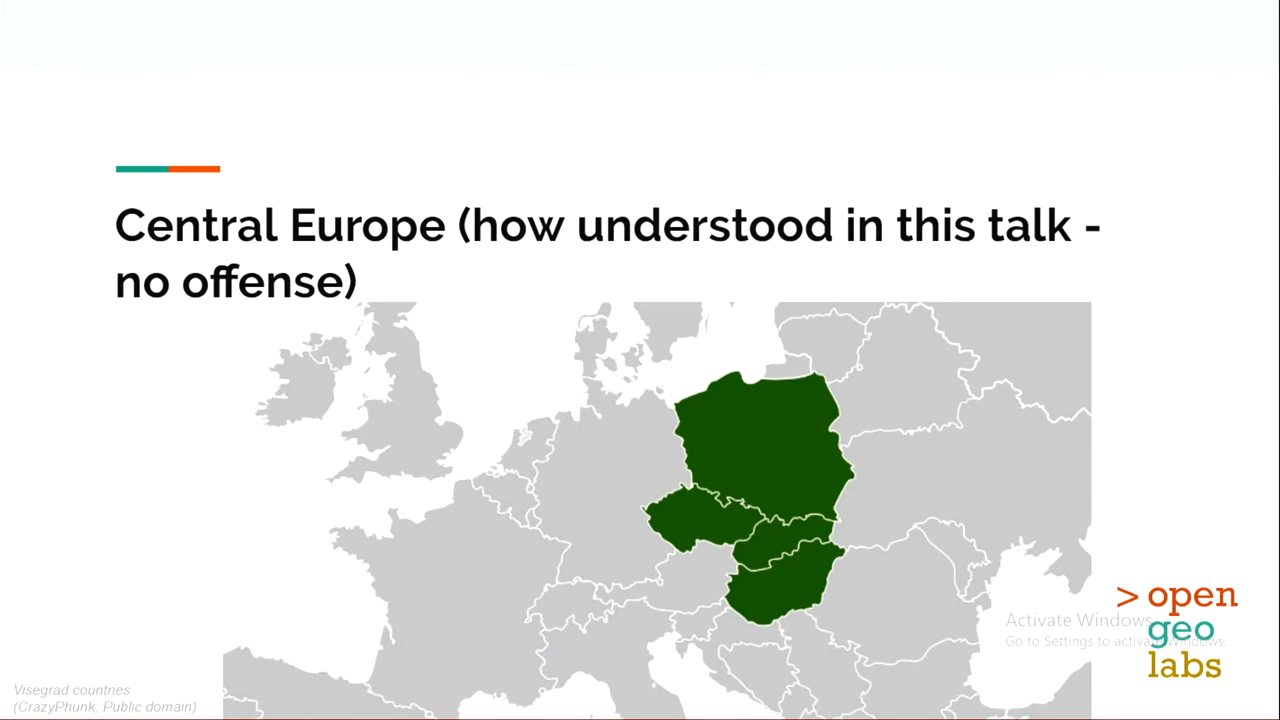 Central Europe (how understood in this talk -
no offense)
Activate Windows
Go to Settings to activate Windows.
> open
geo
labs
Visegrad countries
(CrazyPhunk, Public domain)